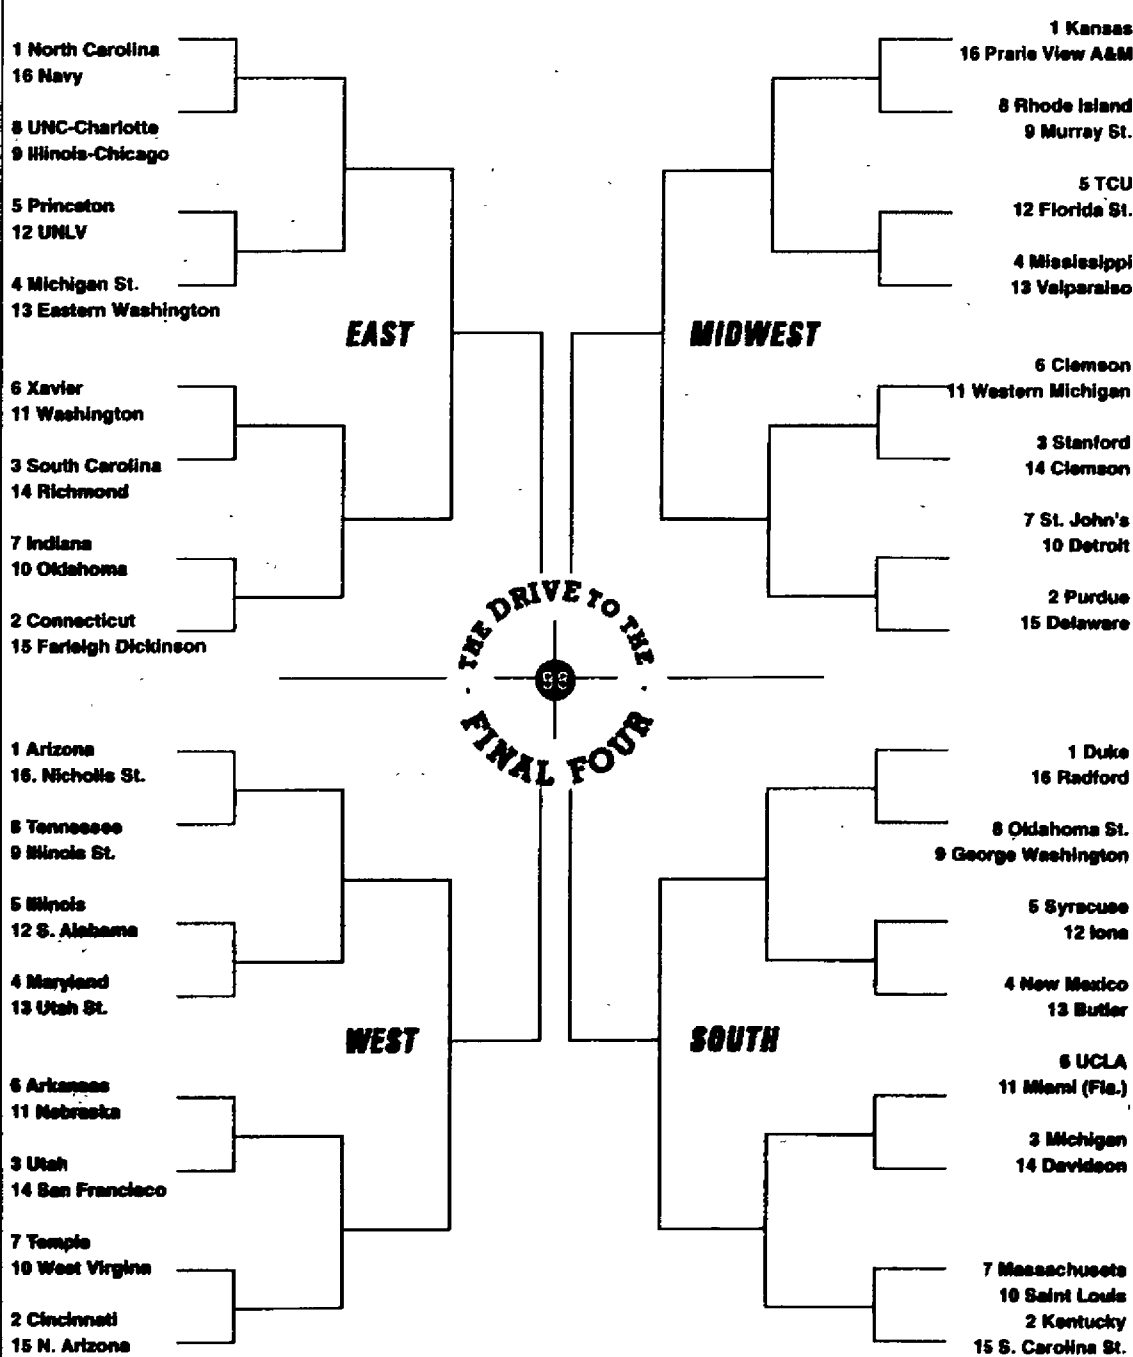 1 North Carolina
16 Navy
8 UNC-Charlotte
9 Illinois-Chicago
5 Princeton
12 UNLV
4 Michigan St.
13 Eastern Washington
EAST
6 Xavier
11 Washington
3 South Carolina
14 Richmond
7 Indiana
10 Oklahoma
2 Connecticut
15 Farleigh Dickinson
1 Kansas
16 Prarie View A&M
8 Rhode Island
9 Murray St.
5 TCU
12 Florida St.
4 Mississippi
13 Valparaiso
MIDWEST
6 Clemson
11 Western Michigan
3 Stanford
14 Clemson
7 St. John's
10 Detroit
2 Purdue
15 Delaware
THE DRIVE TO THE
98
FINAL FOUR
1 Arizona
16. Nicholls St.
8 Tennessee
9 Illinois St.
5 Illinois
12 S. Alabama
4 Maryland
13 Utah St.
WEST
6 Arkansas
11 Nebraska
3 Utah
14 San Francisco
7 Temple
10 West Virgina
2 Cincinnati
15 N. Arizona
1 Duke
16 Radford
8 Oklahoma St.
9 George Washington
5 Syracuse
12 Iona
4 New Mexico
13 Butler
SOUTH
6 UCLA
11 Miami (Fla.)
3 Michigan
14 Davidson
7 Massachusets
10 Saint Louis
2 Kentucky
15 S. Carolina St.